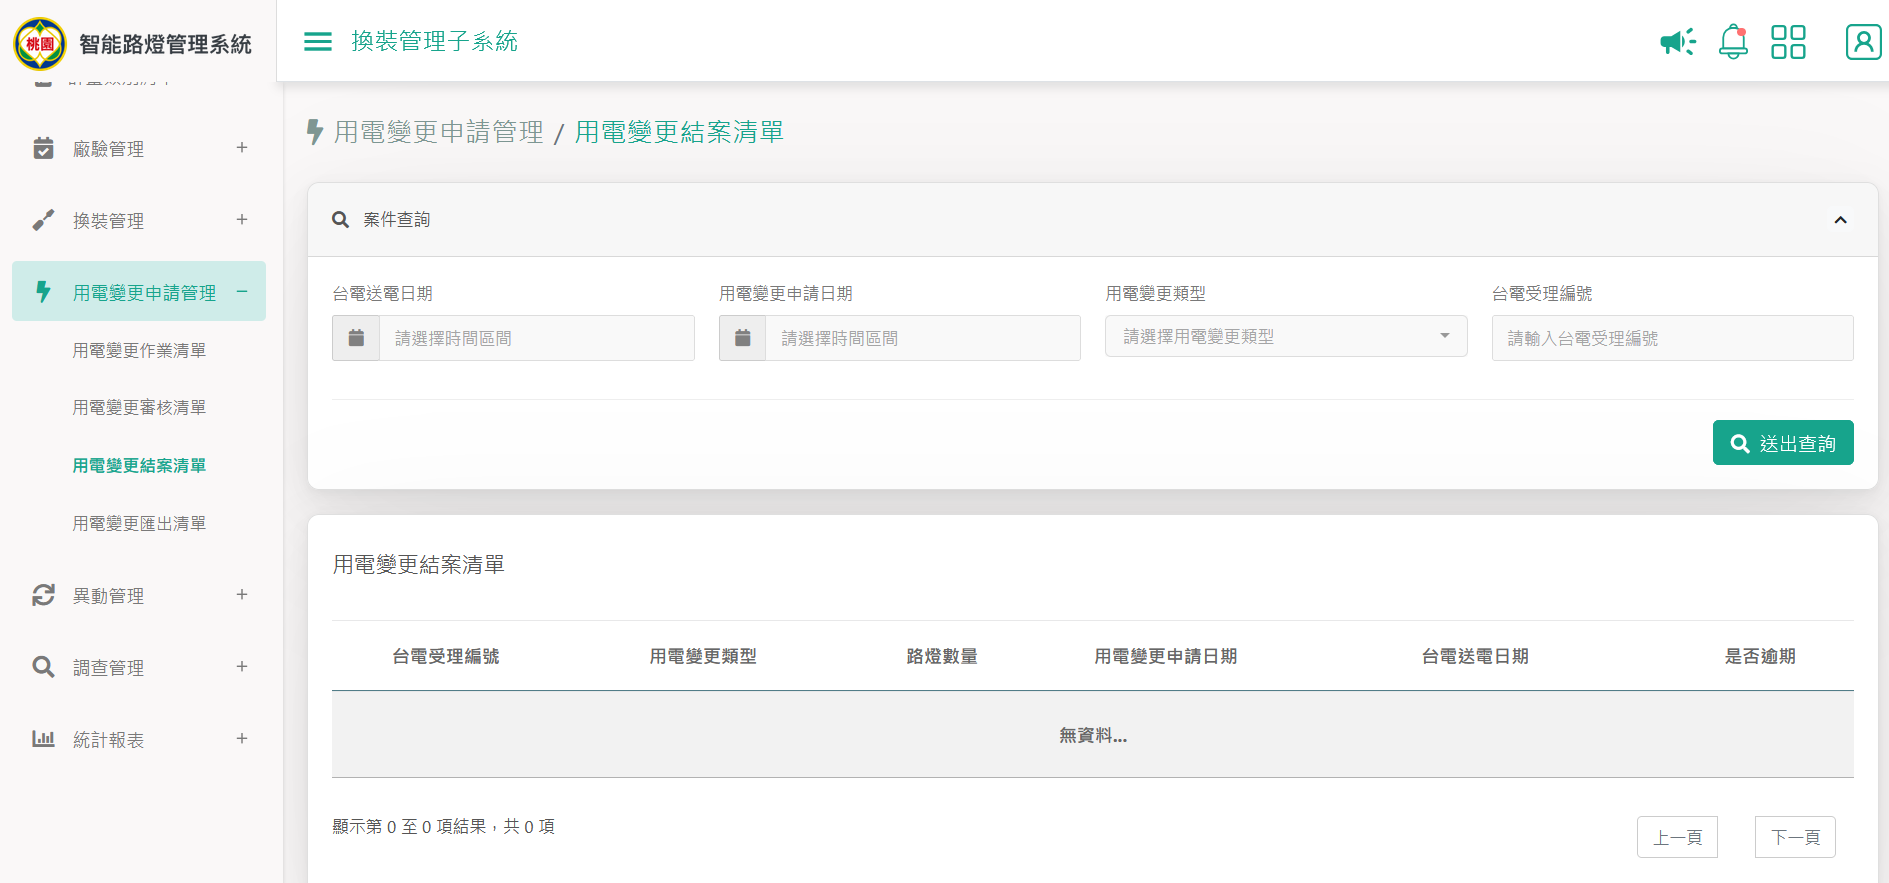 桃園
智能路燈管理系統
換裝管理子系統
廠驗管理
換裝管理
用電變更申請管理
用電變更作業清單
用電變更審核清單
用電變更結案清單
用電變更匯出清單
異動管理
調查管理
統計報表
用電變更申請管理 / 用電變更結案清單
案件查詢
台電送電日期 用電變更申請日期 用電變更類型 台電受理編號
請選擇時間區間 請選擇時間區間 請選擇用電變更類型 請輸入台電受理編號
送出查詢
用電變更結案清單
台電受理編號 用電變更類型 路燈數量 用電變更申請日期 台電送電日期 是否逾期
無資料...
顯示第 0 至 0 項結果，共 0 項
上一頁 下一頁